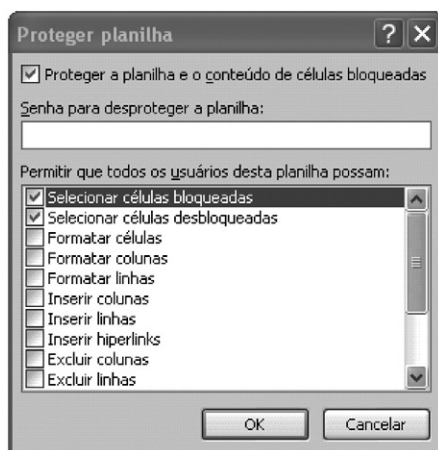 Proteger planilha
Proteger a planilha e o conteúdo de células bloqueadas
Senha para desproteger a planilha:
Permitir que todos os usuários desta planilha possam:
Selecionar células bloqueadas
Selecionar células desbloqueadas
Formatar células
Formatar colunas
Formatar linhas
Inserir colunas
Inserir linhas
Inserir hiperlinks
Excluir colunas
Excluir linhas
OK Cancelar